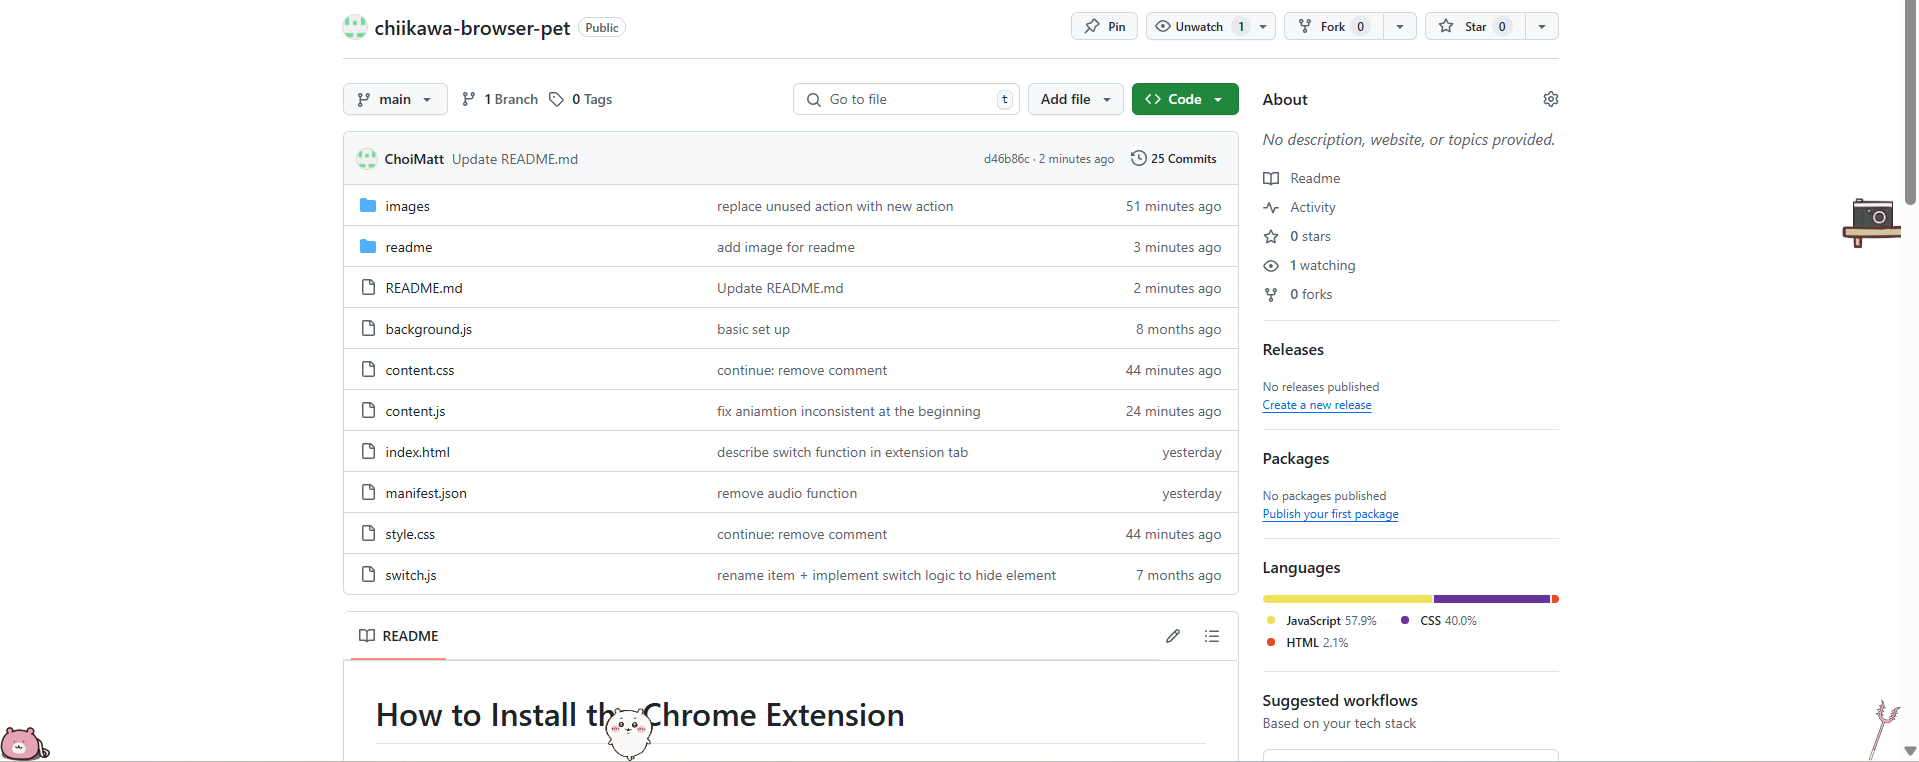 chiikawa-browser-pet Public
Pin Unwatch 1 Fork 0 Star 0
main 1 Branch 0 Tags Go to file t Add file Code
ChoiMatt Update README.md d46b86c · 2 minutes ago 25 Commits
images replace unused action with new action 51 minutes ago
readme add image for readme 3 minutes ago
README.md Update README.md 2 minutes ago
background.js basic set up 8 months ago
content.css continue: remove comment 44 minutes ago
content.js fix aniamtion inconsistent at the beginning 24 minutes ago
index.html describe switch function in extension tab yesterday
manifest.json remove audio function yesterday
style.css continue: remove comment 44 minutes ago
switch.js rename item + implement switch logic to hide element 7 months ago
README
How to Install the Chrome Extension
About
No description, website, or topics provided.
Readme
Activity
0 stars
1 watching
0 forks
Releases
No releases published
Create a new release
Packages
No packages published
Publish your first package
Languages
JavaScript 57.9% CSS 40.0%
HTML 2.1%
Suggested workflows
Based on your tech stack